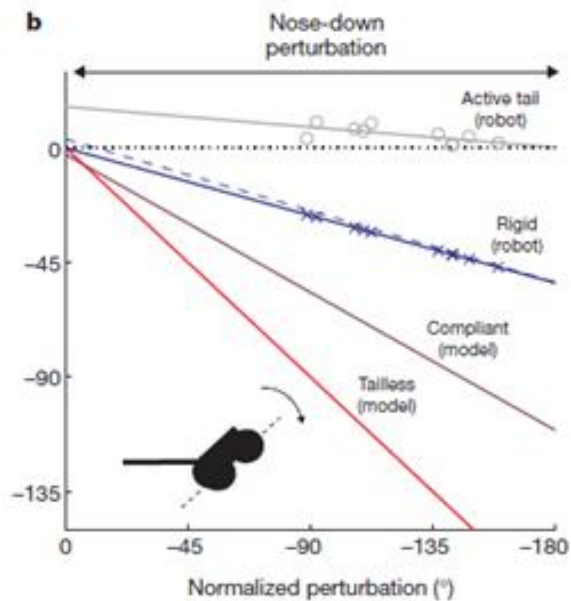 b
Nose-down
perturbation
Active tail
(robot)
0
Rigid
(robot)
−45
Compliant
(model)
−90
Tailless
(model)
−135
0 −45 −90 −135 −180
Normalized perturbation (°)